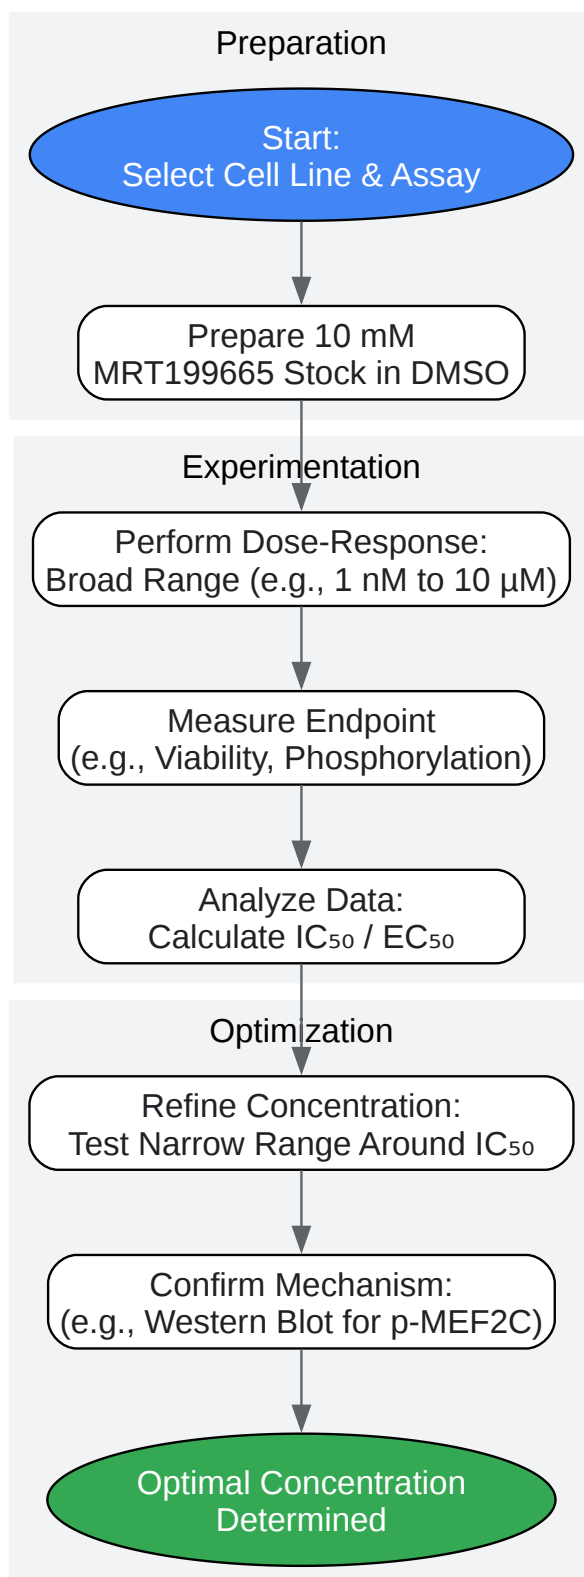 Preparation
Start:
Select Cell Line & Assay
Prepare 10 mM
MRT199665 Stock in DMSO
Experimentation
Perform Dose-Response:
Broad Range (e.g., 1 nM to 10 µM)
Measure Endpoint
(e.g., Viability, Phosphorylation)
Analyze Data:
Calculate IC₅₀ / EC₅₀
Optimization
Refine Concentration:
Test Narrow Range Around IC₅₀
Confirm Mechanism:
(e.g., Western Blot for p-MEF2C)
Optimal Concentration
Determined